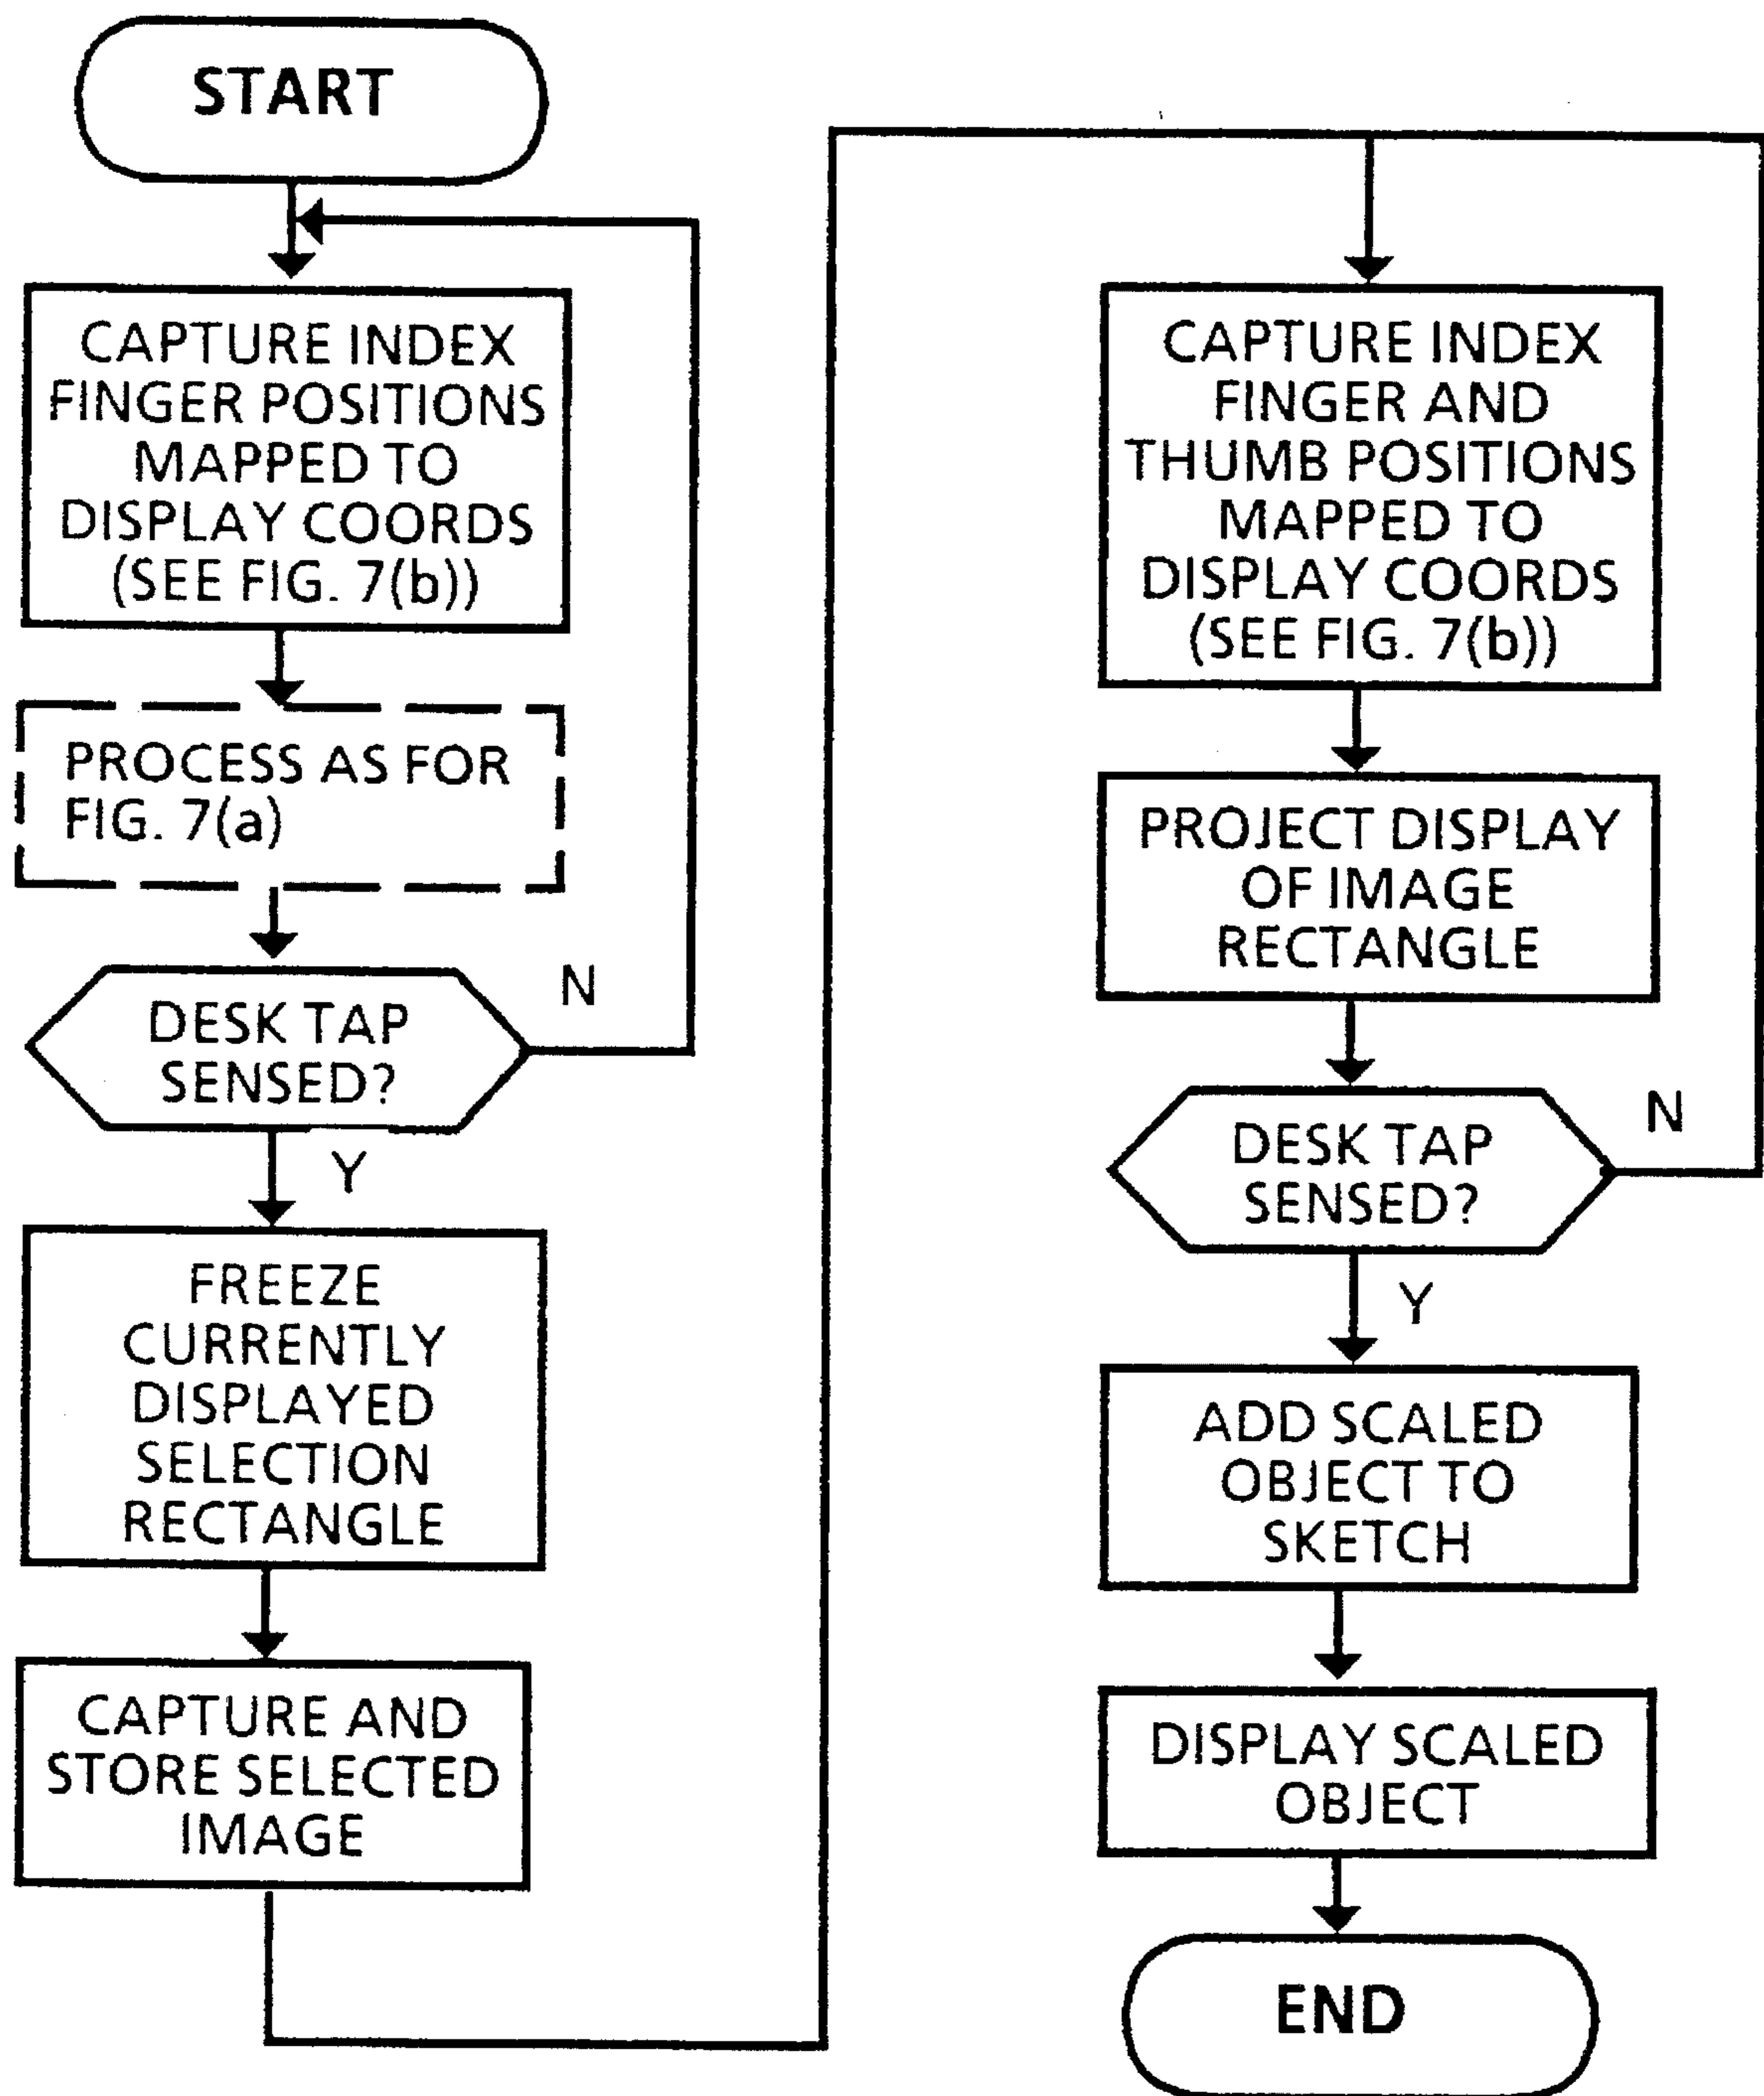 START
CAPTURE INDEX
FINGER POSITIONS
MAPPED TO
DISPLAY COORDS
(SEE FIG. 7(b))
PROCESS AS FOR
FIG. 7(a)
DESK TAP
SENSED?
N
Y
FREEZE
CURRENTLY
DISPLAYED
SELECTION
RECTANGLE
CAPTURE AND
STORE SELECTED
IMAGE
CAPTURE INDEX
FINGER AND
THUMB POSITIONS
MAPPED TO
DISPLAY COORDS
(SEE FIG. 7(b))
PROJECT DISPLAY
OF IMAGE
RECTANGLE
DESK TAP
SENSED?
N
Y
ADD SCALED
OBJECT TO
SKETCH
DISPLAY SCALED
OBJECT
END